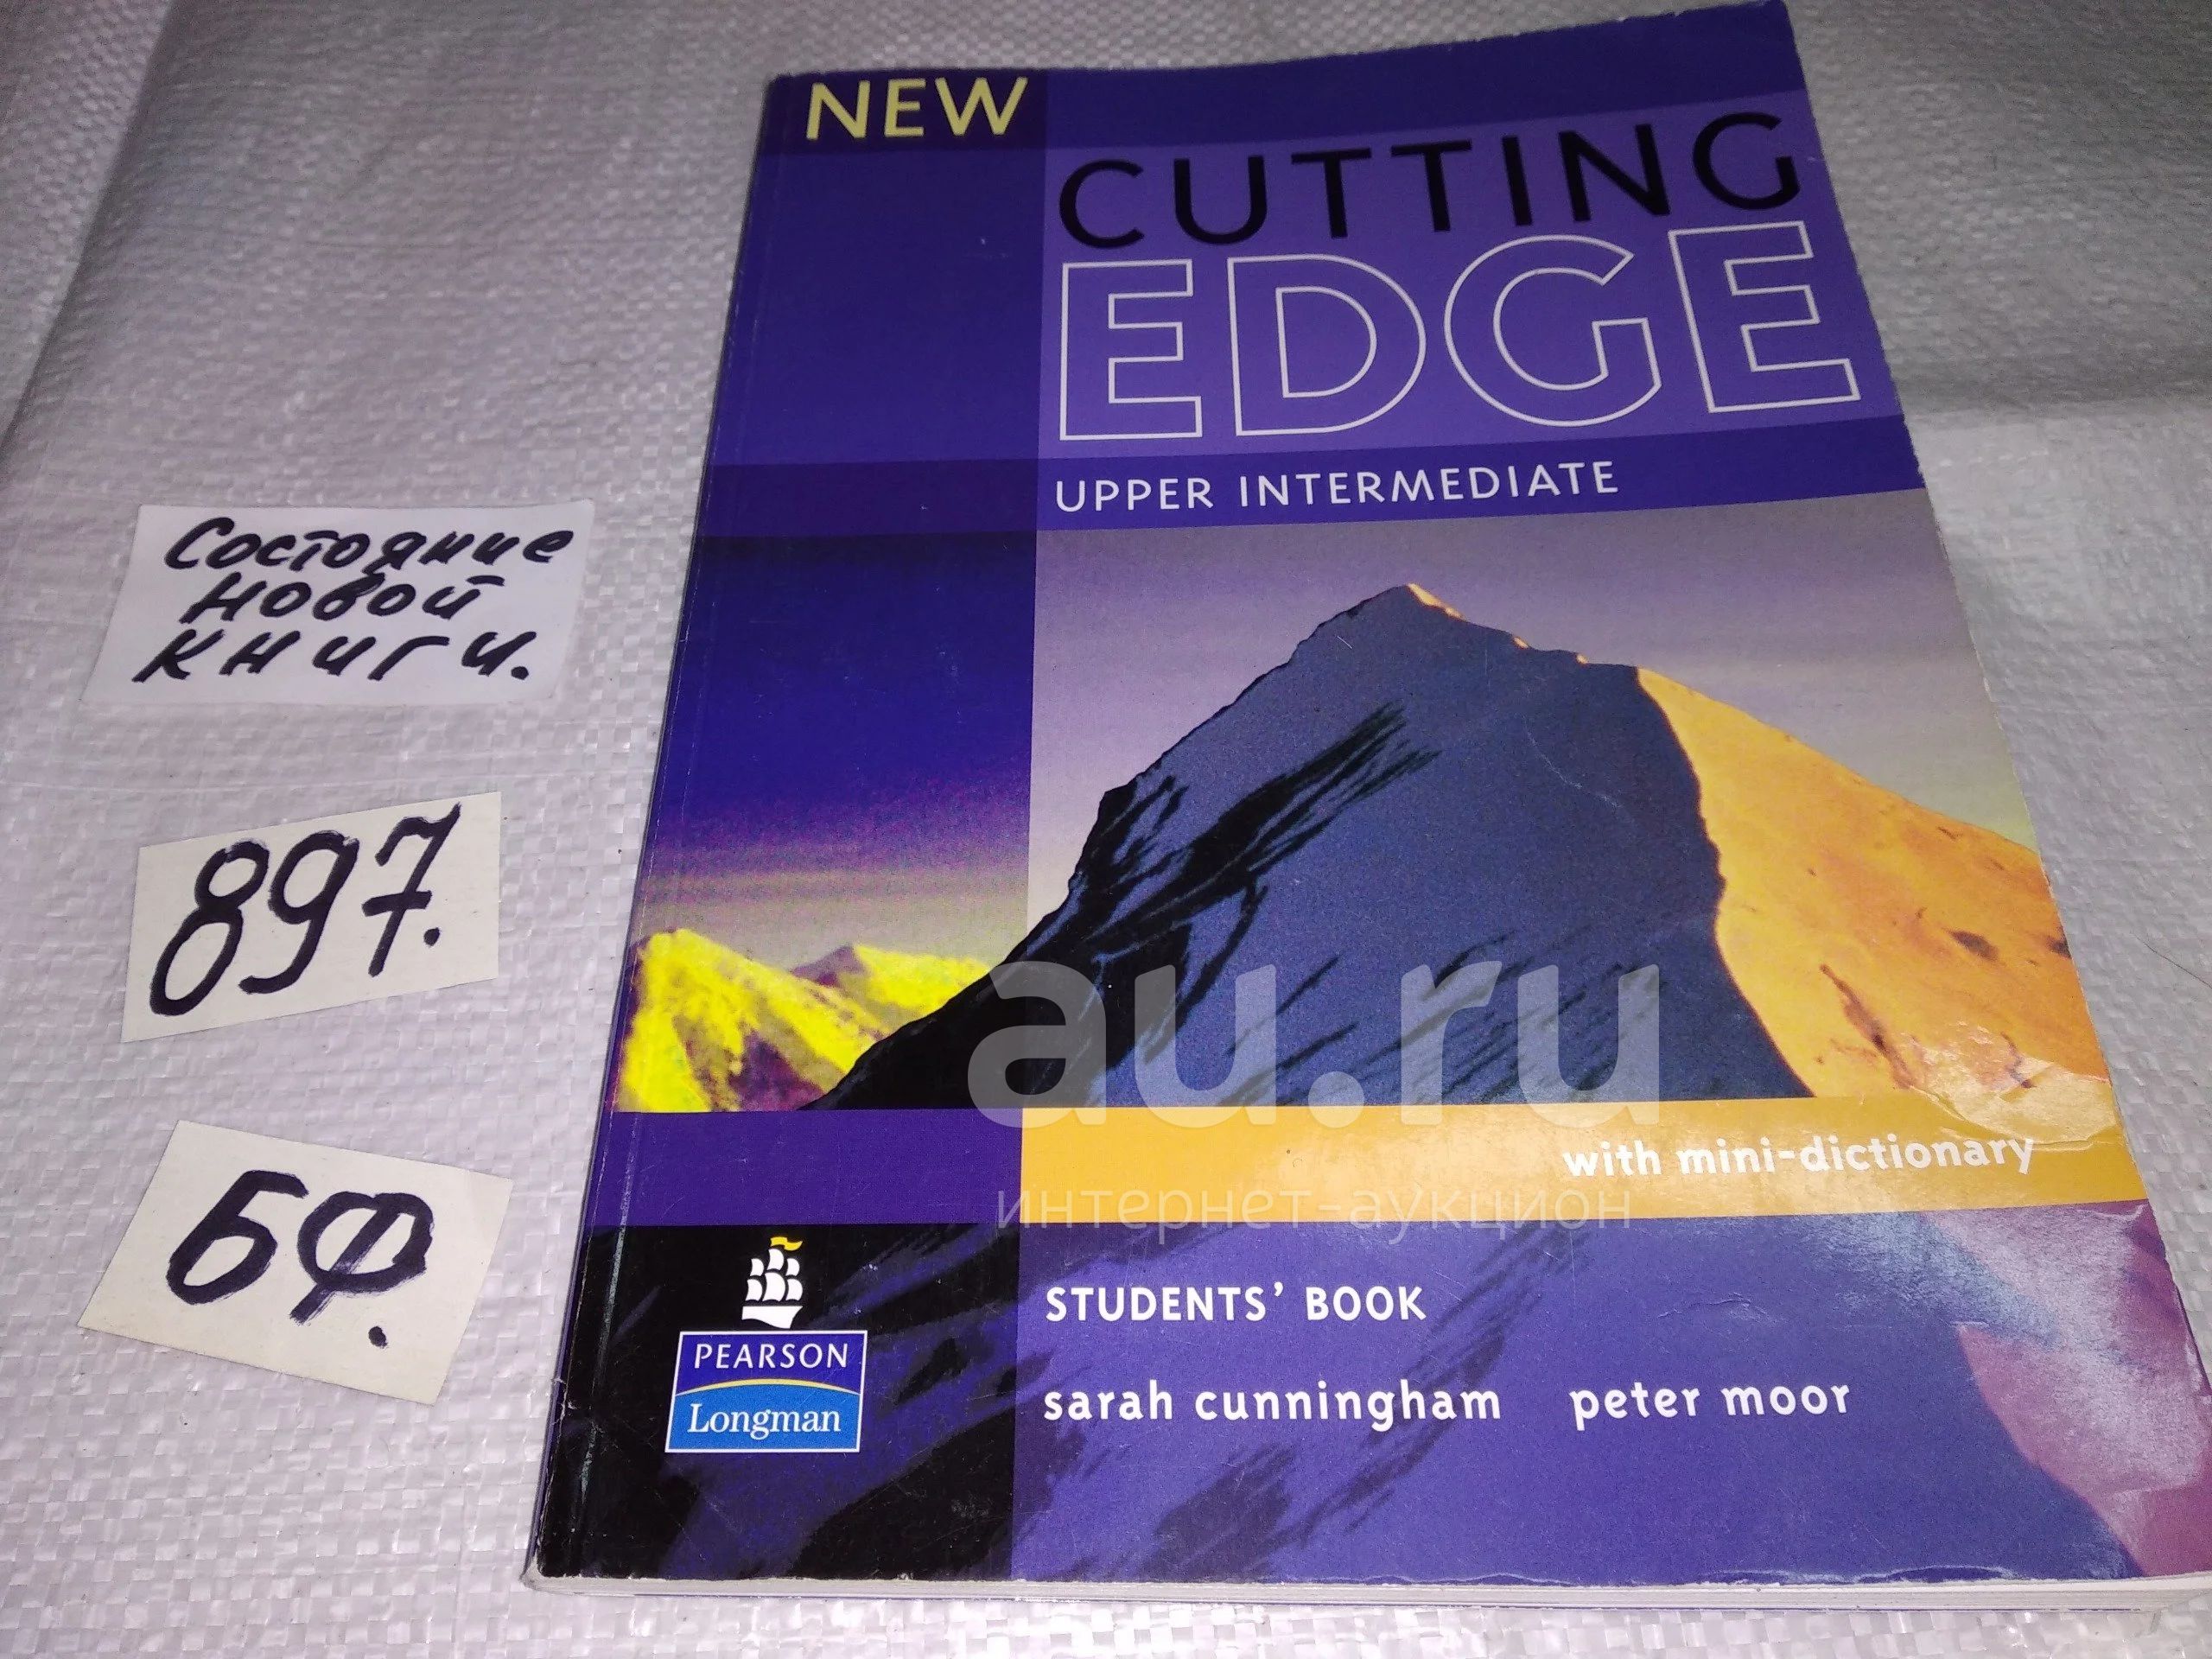 NEW
CUTTING
EDGE
UPPER INTERMEDIATE
Состояние
новой
книги.
897.
БФ.
au.ru
интернет-аукцион
with mini-dictionary
STUDENTS' BOOK
sarah cunningham peter moor
PEARSON
Longman